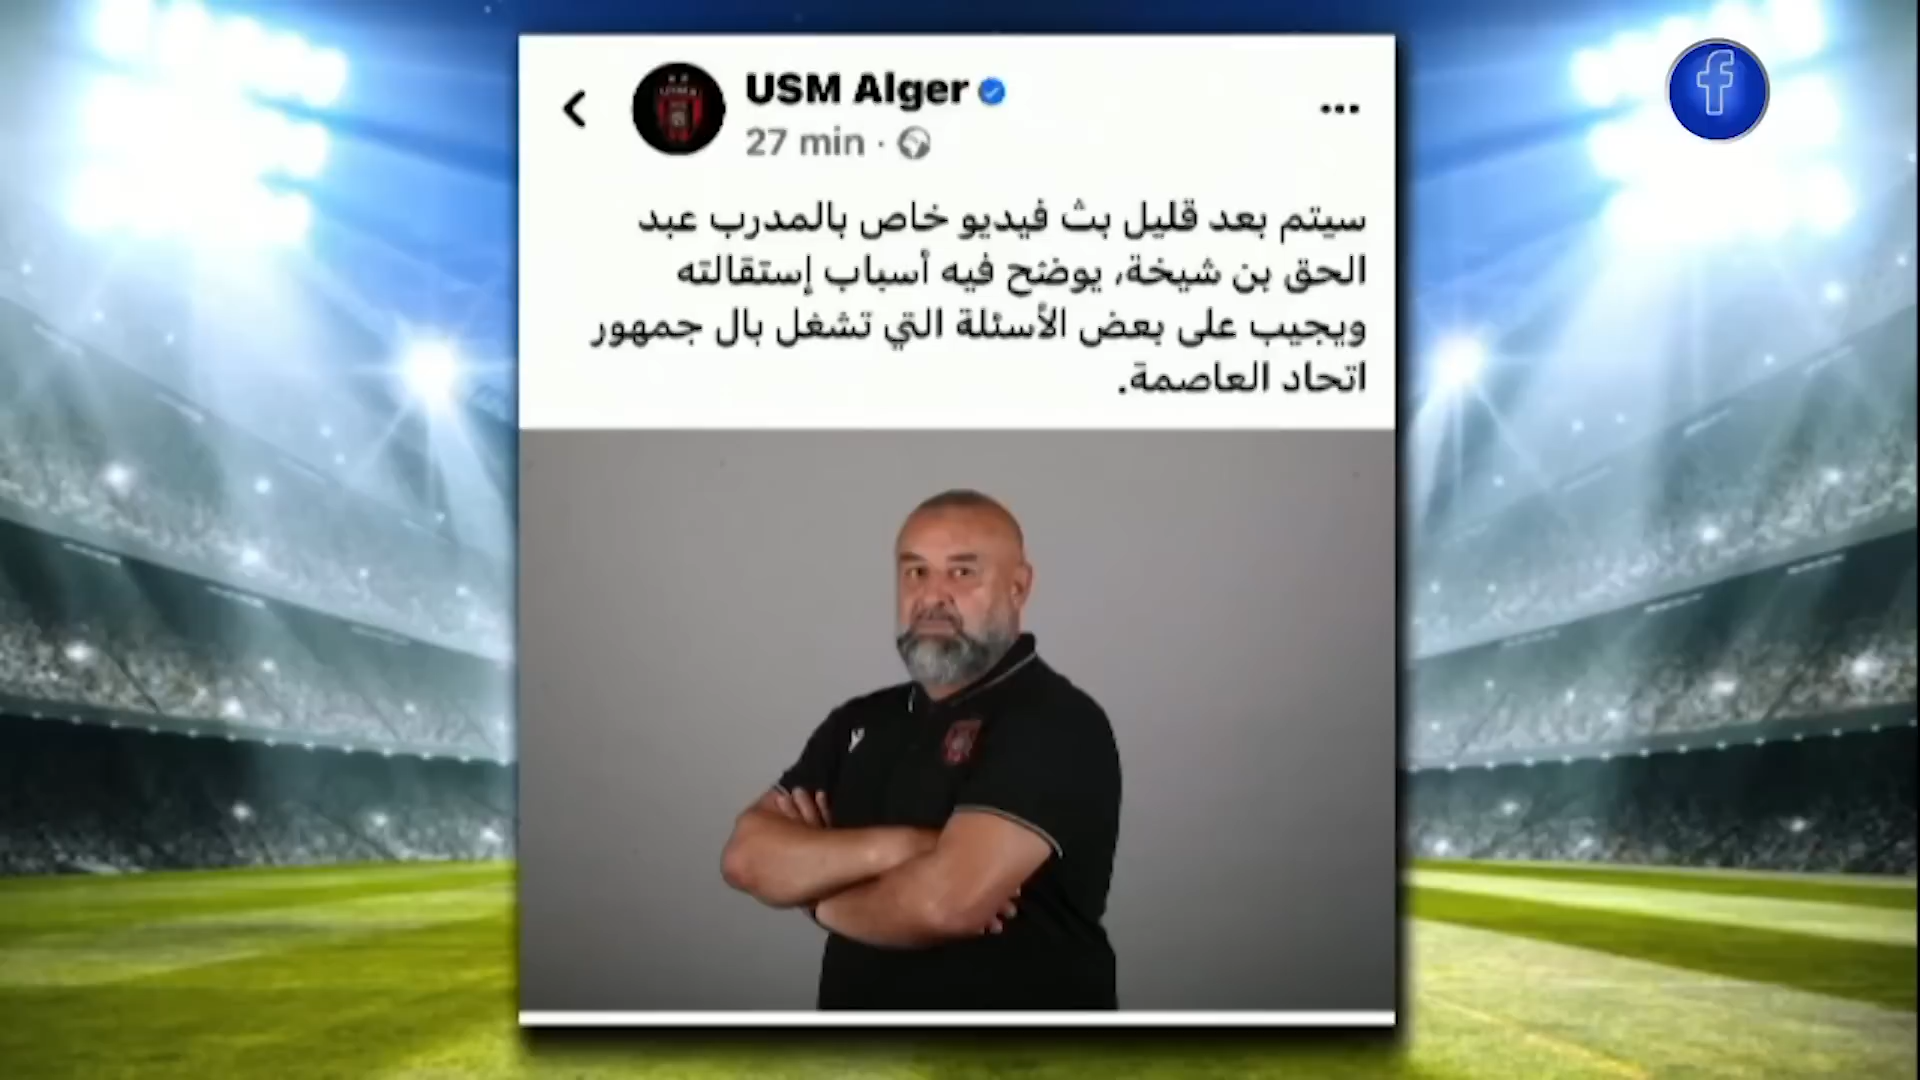 USM Alger
27 min ·
سيتم بعد قليل بث فيديو خاص بالمدرب عبد
الحق بن شيخة، يوضح فيه أسباب إستقالته
ويجيب على بعض الأسئلة التي تشغل بال جمهور
اتحاد العاصمة.